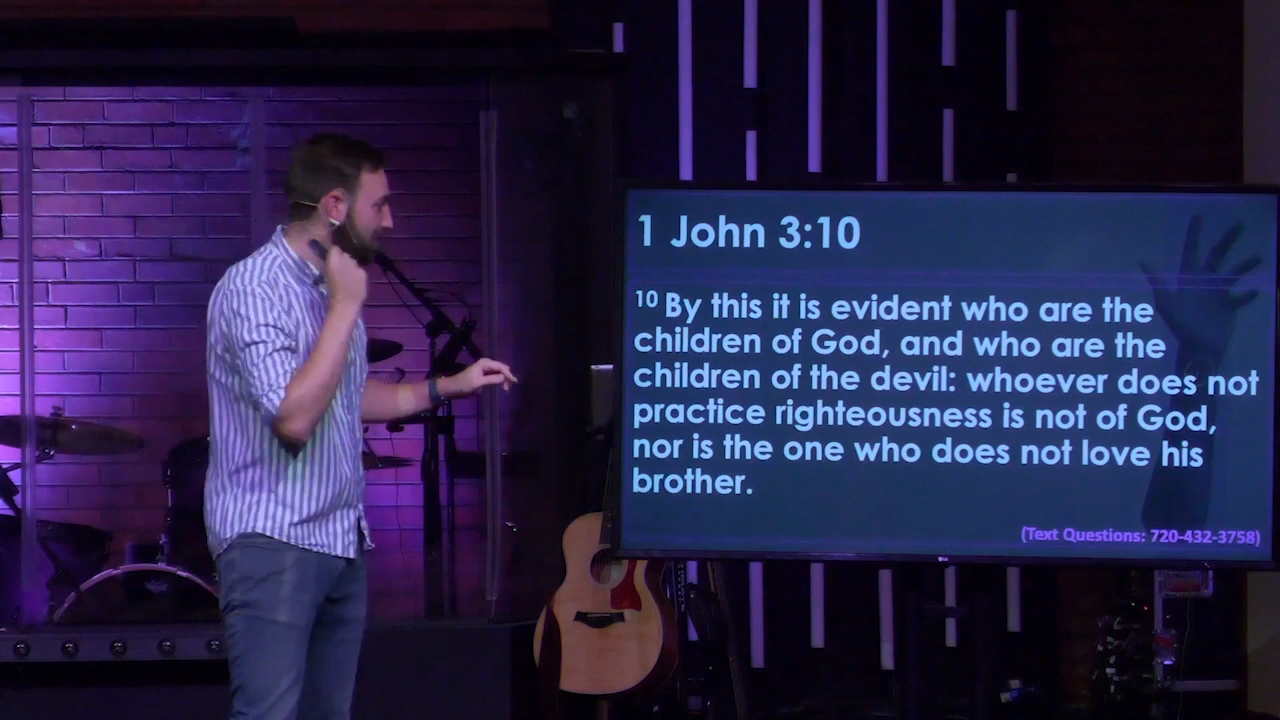 1 John 3:10
10 By this it is evident who are the
children of God, and who are the
children of the devil: whoever does not
practice righteousness is not of God,
nor is the one who does not love his
brother.
(Text Questions: 720-432-3758)
LG